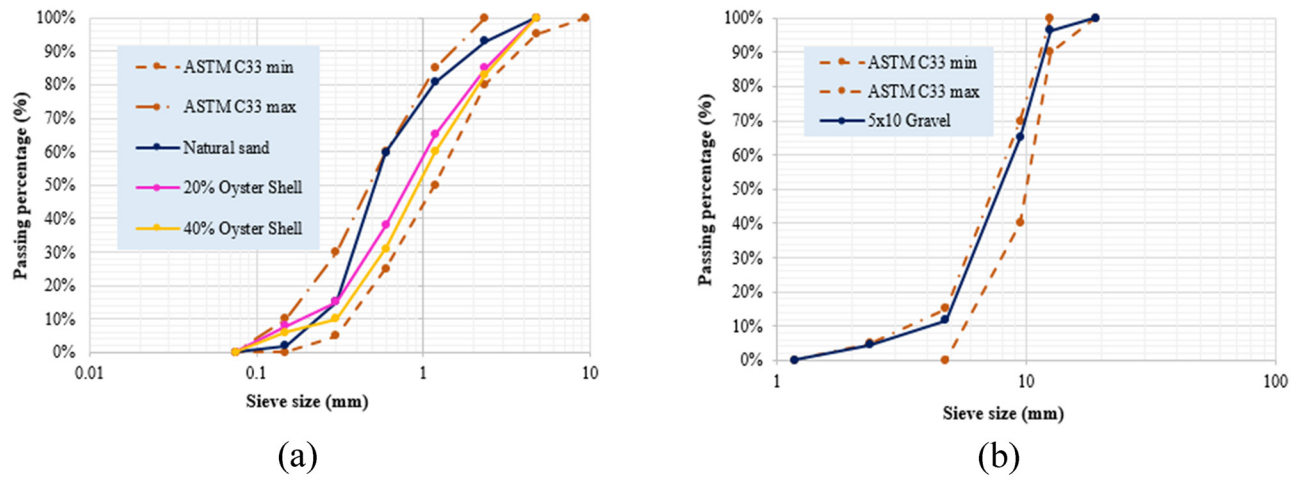 Passing percentage (%)
100%
90%
80%
70%
60%
50%
40%
30%
20%
10%
0%
ASTM C33 min
ASTM C33 max
Natural sand
20% Oyster Shell
40% Oyster Shell
0.01 0.1 1 10
Sieve size (mm)
(a)
Passing percentage (%)
100%
90%
80%
70%
60%
50%
40%
30%
20%
10%
0%
ASTM C33 min
ASTM C33 max
5x10 Gravel
1 10 100
Sieve size (mm)
(b)